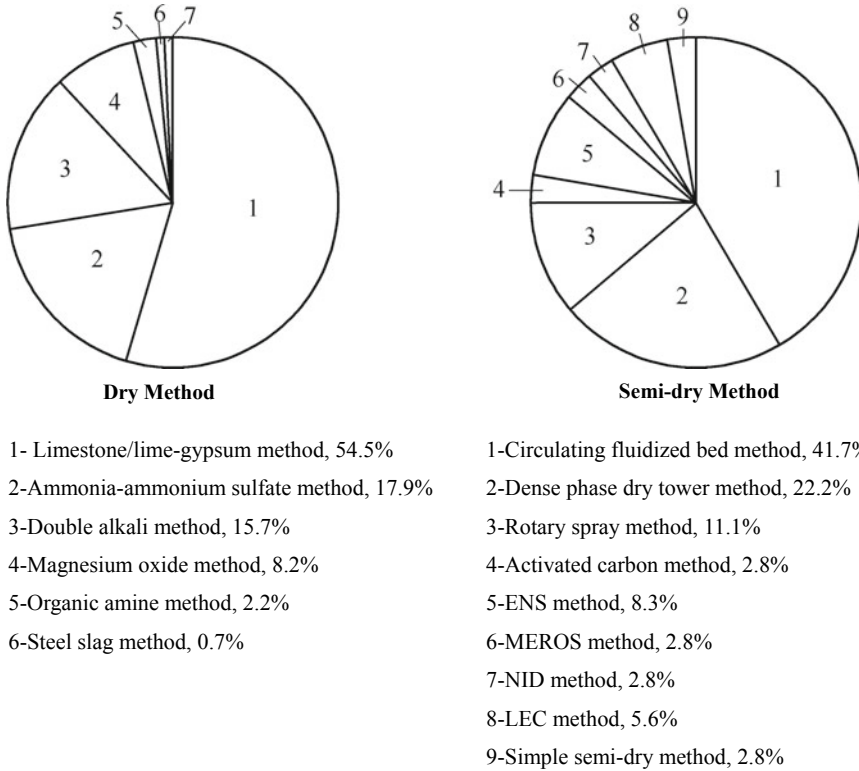 5
6
7
4
3
2
1
Dry Method
9
8
7
6
5
4
3
2
1
Semi-dry Method
1- Limestone/lime-gypsum method, 54.5%
2-Ammonia-ammonium sulfate method, 17.9%
3-Double alkali method, 15.7%
4-Magnesium oxide method, 8.2%
5-Organic amine method, 2.2%
6-Steel slag method, 0.7%
1-Circulating fluidized bed method, 41.7%
2-Dense phase dry tower method, 22.2%
3-Rotary spray method, 11.1%
4-Activated carbon method, 2.8%
5-ENS method, 8.3%
6-MEROS method, 2.8%
7-NID method, 2.8%
8-LEC method, 5.6%
9-Simple semi-dry method, 2.8%